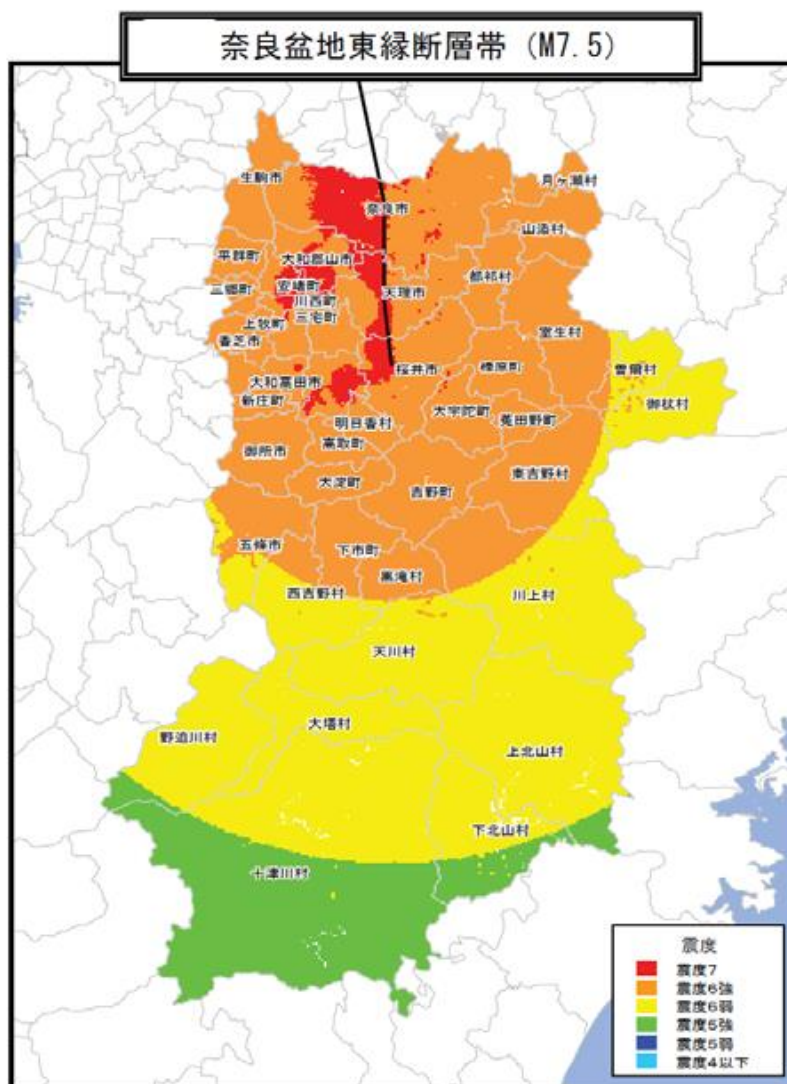 奈良盆地東縁断層帯 (M7.5)
生駒市
奈良市
月ヶ瀬村
山添村
平群町
大和郡山市
都祁村
三郷町
安堵町
天理市
川西町
三宅町
上牧町
香芝市
室生村
桜井市
榛原町
曽爾村
御杖村
大和高田市
新庄町
大宇陀町
菟田野町
明日香村
高取町
御所市
東吉野村
大淀町
吉野町
五條市
下市町
黒滝村
西吉野村
川上村
天川村
野迫川村
大塔村
上北山村
下北山村
十津川村
震度
震度7
震度6強
震度6弱
震度5強
震度5弱
震度4以下